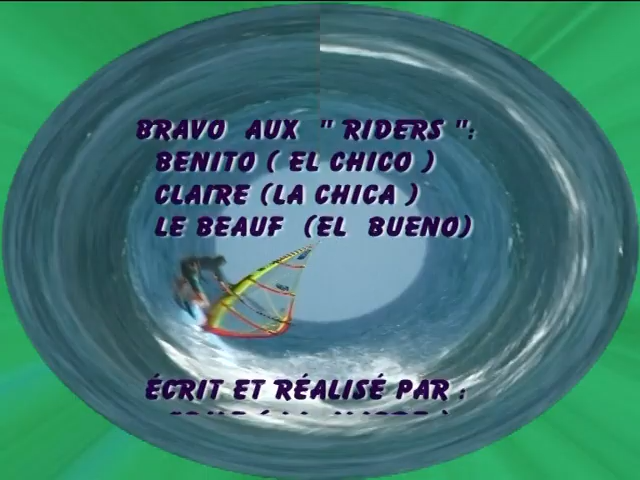 BRAVO AUX " RIDERS ":
BENITO ( EL CHICO )
CLAIRE (LA CHICA )
LE BEAUF (EL BUENO)
ÉCRIT ET RÉALISÉ PAR :